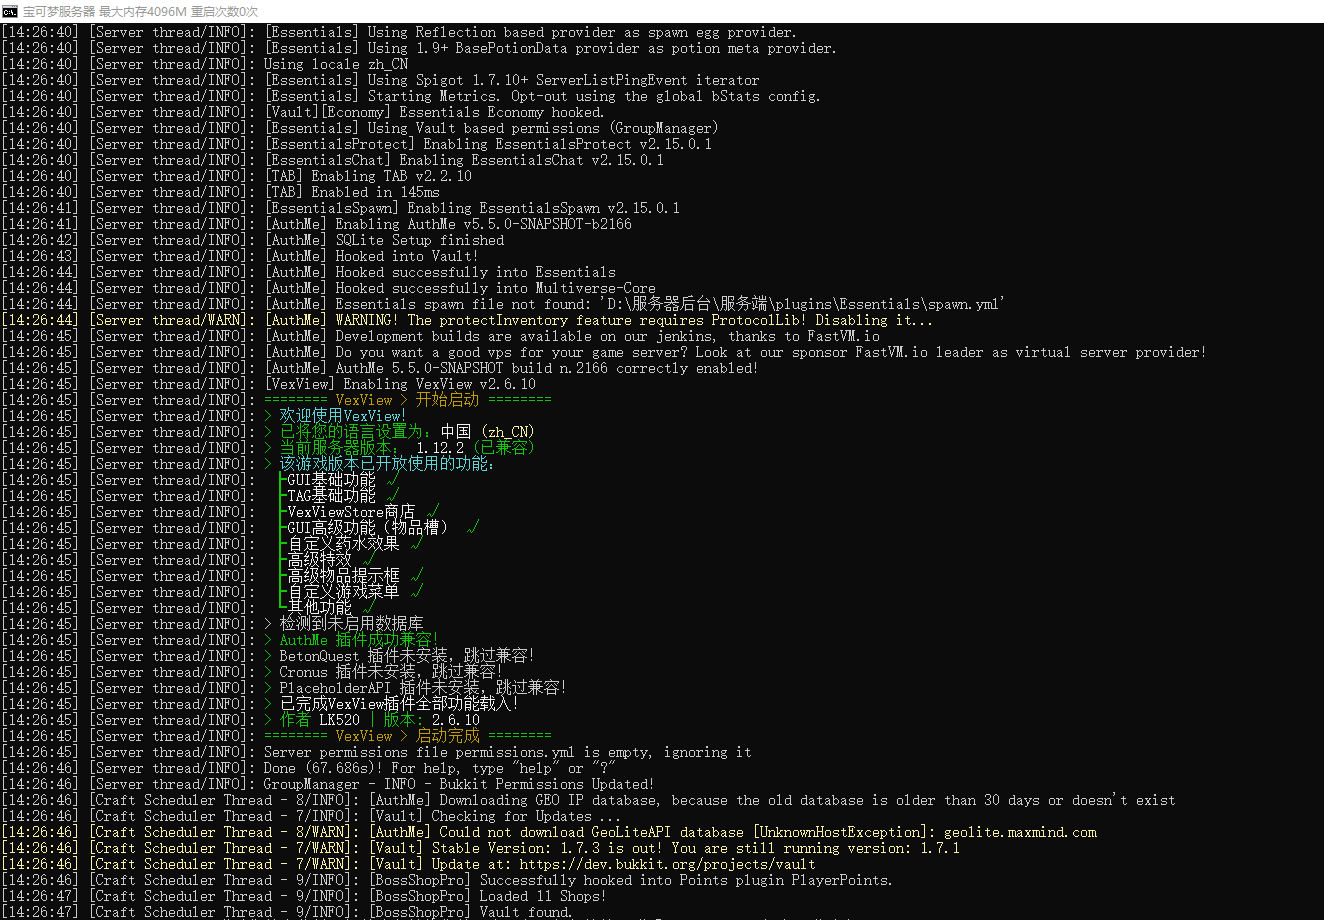 宝可梦服务器 最大内存4096M 重启次数0次
[14:26:40] [Server thread/INFO]: [Essentials] Using Reflection based provider as spawn egg provider.
[14:26:40] [Server thread/INFO]: [Essentials] Using 1.9+ BasePotionData provider as potion meta provider.
[14:26:40] [Server thread/INFO]: Using locale zh_CN
[14:26:40] [Server thread/INFO]: [Essentials] Using Spigot 1.7.10+ ServerListPingEvent iterator
[14:26:40] [Server thread/INFO]: [Essentials] Starting Metrics. Opt-out using the global bStats config.
[14:26:40] [Server thread/INFO]: [Vault][Economy] Essentials Economy hooked.
[14:26:40] [Server thread/INFO]: [Essentials] Using Vault based permissions (GroupManager)
[14:26:40] [Server thread/INFO]: [EssentialsProtect] Enabling EssentialsProtect v2.15.0.1
[14:26:40] [Server thread/INFO]: [EssentialsChat] Enabling EssentialsChat v2.15.0.1
[14:26:40] [Server thread/INFO]: [TAB] Enabling TAB v2.2.10
[14:26:40] [Server thread/INFO]: [TAB] Enabled in 145ms
[14:26:41] [Server thread/INFO]: [EssentialsSpawn] Enabling EssentialsSpawn v2.15.0.1
[14:26:41] [Server thread/INFO]: [AuthMe] Enabling AuthMe v5.5.0-SNAPSHOT-b2166
[14:26:42] [Server thread/INFO]: [AuthMe] SQLite Setup finished
[14:26:43] [Server thread/INFO]: [AuthMe] Hooked into Vault!
[14:26:44] [Server thread/INFO]: [AuthMe] Hooked successfully into Essentials
[14:26:44] [Server thread/INFO]: [AuthMe] Hooked successfully into Multiverse-Core
[14:26:44] [Server thread/INFO]: [AuthMe] Essentials spawn file not found: 'D:\服务器后台\服务端\plugins\Essentials\spawn.yml'
[14:26:44] [Server thread/WARN]: [AuthMe] WARNING! The protectInventory feature requires ProtocolLib! Disabling it...
[14:26:45] [Server thread/INFO]: [AuthMe] Development builds are available on our jenkins, thanks to FastVM.io
[14:26:45] [Server thread/INFO]: [AuthMe] Do you want a good vps for your game server? Look at our sponsor FastVM.io leader as virtual server provider!
[14:26:45] [Server thread/INFO]: [AuthMe] AuthMe 5.5.0-SNAPSHOT build n.2166 correctly enabled!
[14:26:45] [Server thread/INFO]: [VexView] Enabling VexView v2.6.10
[14:26:45] [Server thread/INFO]: ======== VexView > 开始启动 ========
[14:26:45] [Server thread/INFO]: > 欢迎使用VexView!
[14:26:45] [Server thread/INFO]: > 已将您的语言设置为: 中国 (zh_CN)
[14:26:45] [Server thread/INFO]: > 当前服务器版本: 1.12.2 (已兼容)
[14:26:45] [Server thread/INFO]: > 该游戏版本已开放使用的功能:
[14:26:45] [Server thread/INFO]: ┣GUI基础功能 √
[14:26:45] [Server thread/INFO]: ┣TAG基础功能 √
[14:26:45] [Server thread/INFO]: ┣VexViewStore商店 √
[14:26:45] [Server thread/INFO]: ┣GUI高级功能（物品槽） √
[14:26:45] [Server thread/INFO]: ┣自定义药水效果 √
[14:26:45] [Server thread/INFO]: ┣高级特效 √
[14:26:45] [Server thread/INFO]: ┣高级物品提示框 √
[14:26:45] [Server thread/INFO]: ┣自定义游戏菜单 √
[14:26:45] [Server thread/INFO]: ┗其他功能 √
[14:26:45] [Server thread/INFO]: > 检测到未启用数据库
[14:26:45] [Server thread/INFO]: > AuthMe 插件成功兼容!
[14:26:45] [Server thread/INFO]: > BetonQuest 插件未安装, 跳过兼容!
[14:26:45] [Server thread/INFO]: > Cronus 插件未安装, 跳过兼容!
[14:26:45] [Server thread/INFO]: > PlaceholderAPI 插件未安装, 跳过兼容!
[14:26:45] [Server thread/INFO]: > 已完成VexView插件全部功能载入!
[14:26:45] [Server thread/INFO]: > 作者 LK520 | 版本: 2.6.10
[14:26:45] [Server thread/INFO]: ======== VexView > 启动完成 ========
[14:26:45] [Server thread/INFO]: Server permissions file permissions.yml is empty, ignoring it
[14:26:46] [Server thread/INFO]: Done (67.686s)! For help, type "help" or "?"
[14:26:46] [Server thread/INFO]: GroupManager - INFO - Bukkit Permissions Updated!
[14:26:46] [Craft Scheduler Thread - 8/INFO]: [AuthMe] Downloading GEO IP database, because the old database is older than 30 days or doesn't exist
[14:26:46] [Craft Scheduler Thread - 7/INFO]: [Vault] Checking for Updates ...
[14:26:46] [Craft Scheduler Thread - 8/WARN]: [AuthMe] Could not download GeoLiteAPI database [UnknownHostException]: geolite.maxmind.com
[14:26:46] [Craft Scheduler Thread - 7/WARN]: [Vault] Stable Version: 1.7.3 is out! You are still running version: 1.7.1
[14:26:46] [Craft Scheduler Thread - 7/WARN]: [Vault] Update at: https://dev.bukkit.org/projects/vault
[14:26:46] [Craft Scheduler Thread - 9/INFO]: [BossShopPro] Successfully hooked into Points plugin PlayerPoints.
[14:26:47] [Craft Scheduler Thread - 9/INFO]: [BossShopPro] Loaded 11 Shops!
[14:26:47] [Craft Scheduler Thread - 9/INFO]: [BossShopPro] Vault found.